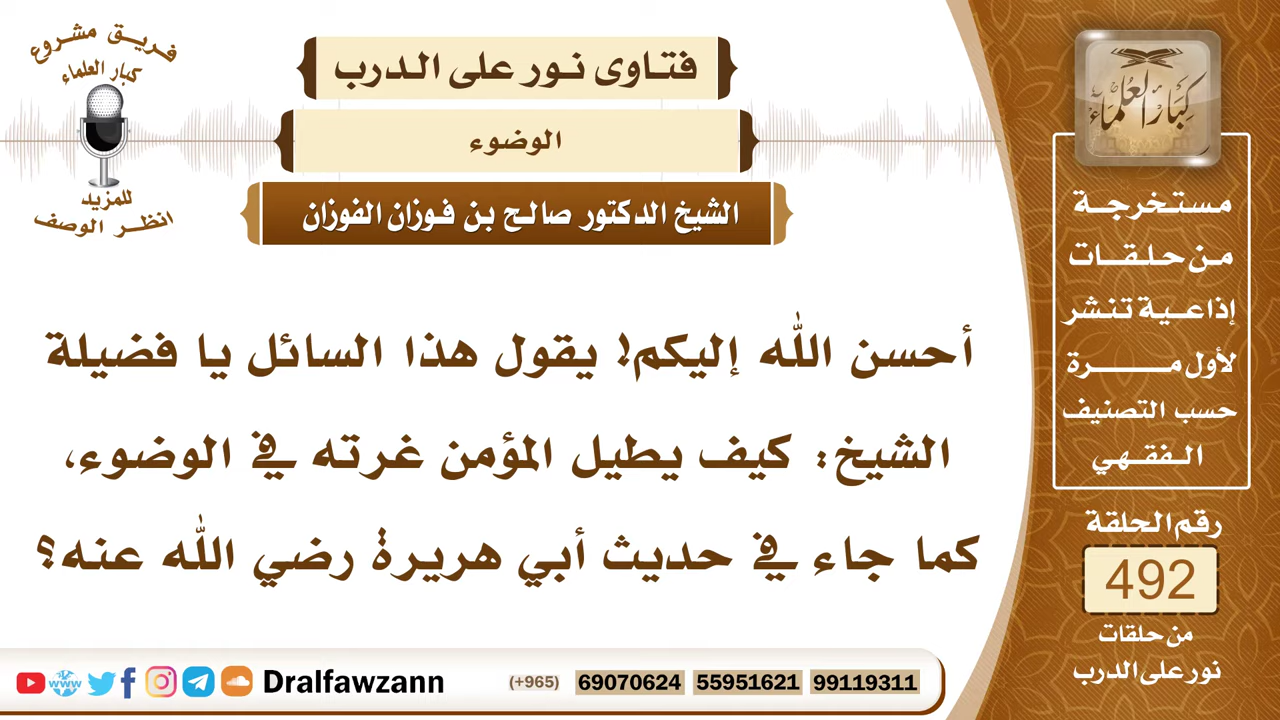 فريق مشروع
كبار العلماء
للمزيد
انظر الوصف
فتاوى نور على الدرب
الوضوء
الشيخ الدكتور صالح بن فوزان الفوزان
أحسن الله إليكم! يقول هذا السائل يا فضيلة
الشيخ: كيف يطيل المؤمن غرته في الوضوء،
كما جاء في حديث أبي هريرة رضي الله عنه؟
كبار العلماء
مستخرجة
من حلقات
إذاعية تنشر
لأول مرة
حسب التصنيف
الفقهي
رقم الحلقة
492
من حلقات
نور على الدرب
www
Dralfawzann
(+965) 69070624 55951621 99119311